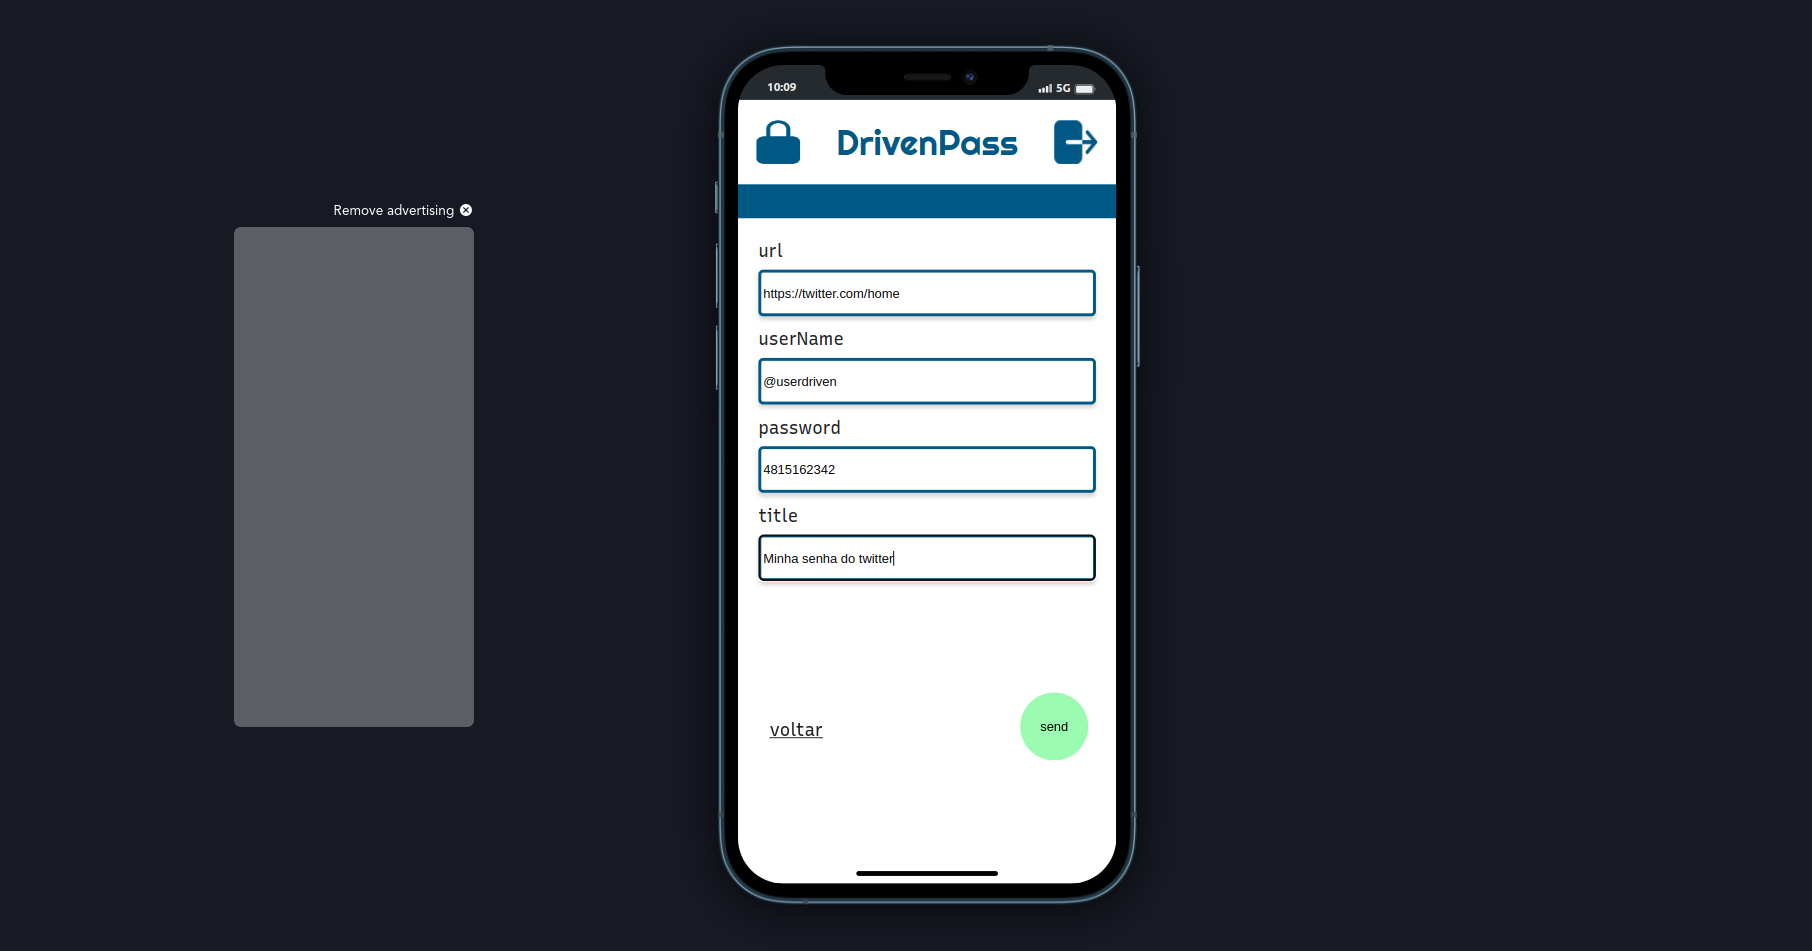 Remove advertising
10:09
5G
DrivenPass
url
https://twitter.com/home
userName
@userdriven
password
4815162342
title
Minha senha do twitter
voltar
send